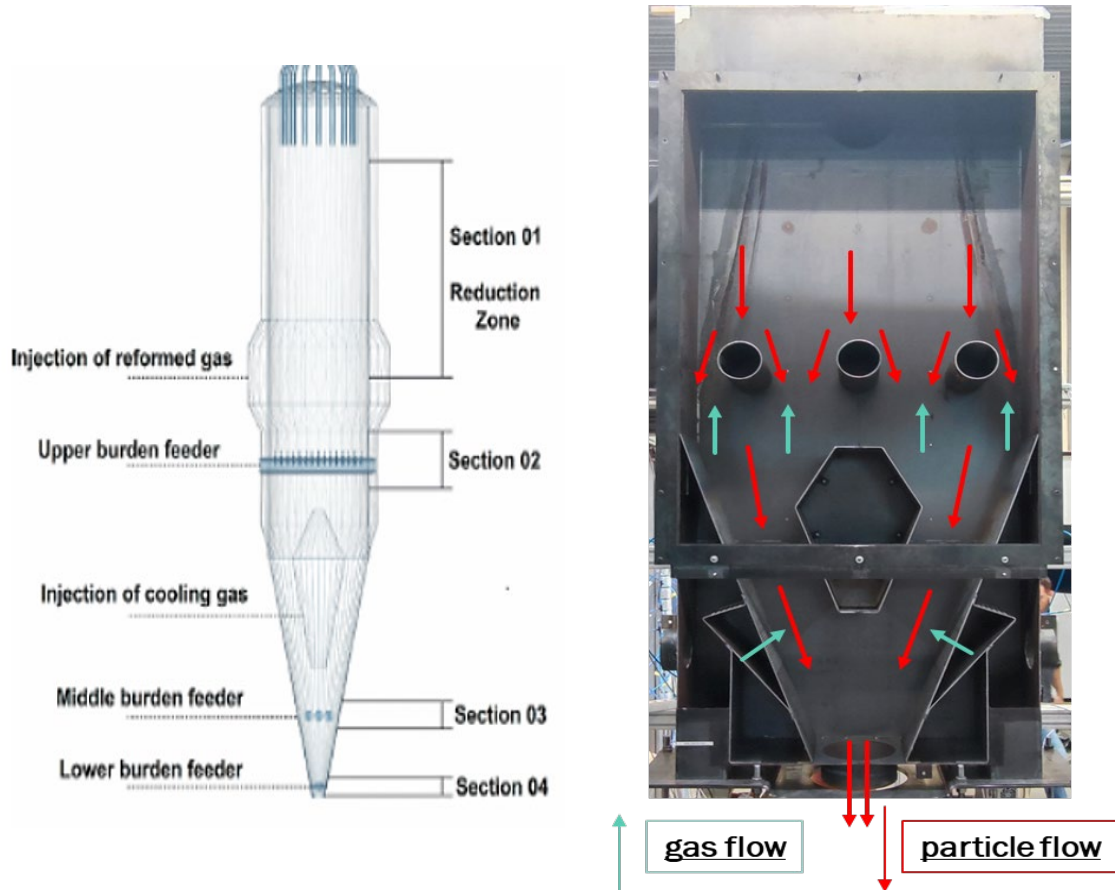 Section 01
Reduction
Zone
Injection of reformed gas
Upper burden feeder
Section 02
Injection of cooling gas
Middle burden feeder
Section 03
Lower burden feeder
Section 04
gas flow
particle flow